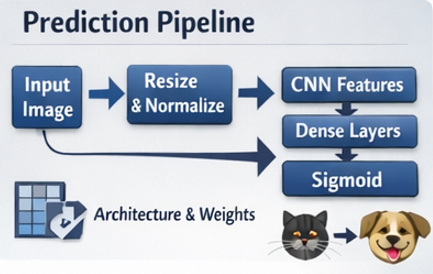 Prediction Pipeline
Input
Image
Resize
& Normalize
CNN Features
Dense Layers
Sigmoid
Architecture & Weights